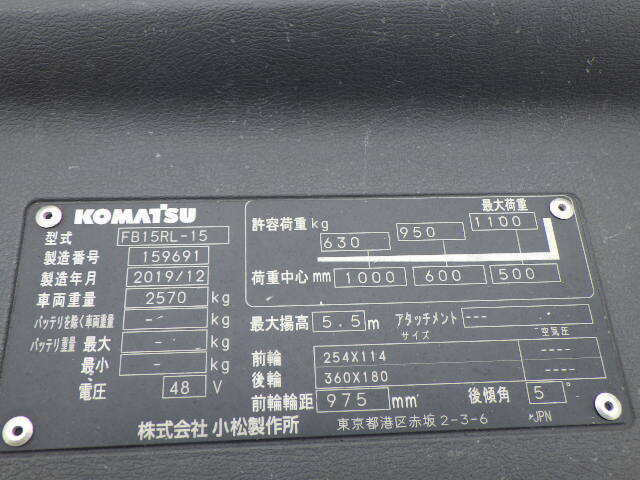 KOMATSU
型式 FB15RL-15
製造番号 159691
製造年月 2019/12
車両重量 2570 kg
バッテリを除く車両重量 - kg
バッテリ重量 最大 - kg
最小 - kg
電圧 48 V
最大荷重
許容荷重 kg 630 950 1100
荷重中心 mm 1000 600 500
最大揚高 5.5 m アタッチメント ---
サイズ 空気圧
前輪 254X114 ----
後輪 360X180 ----
前輪輪距 975 mm 後傾角 5 °
株式会社 小松製作所 東京都港区赤坂 2-3-6 JPN